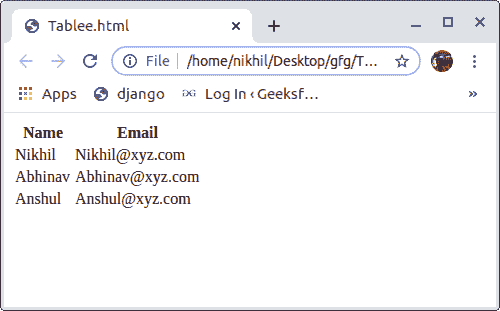 Tablee.html
File /home/nikhil/Desktop/gfg/T...
Apps django Log In ‹ Geeksf...
Name Email
Nikhil Nikhil@xyz.com
Abhinav Abhinav@xyz.com
Anshul Anshul@xyz.com